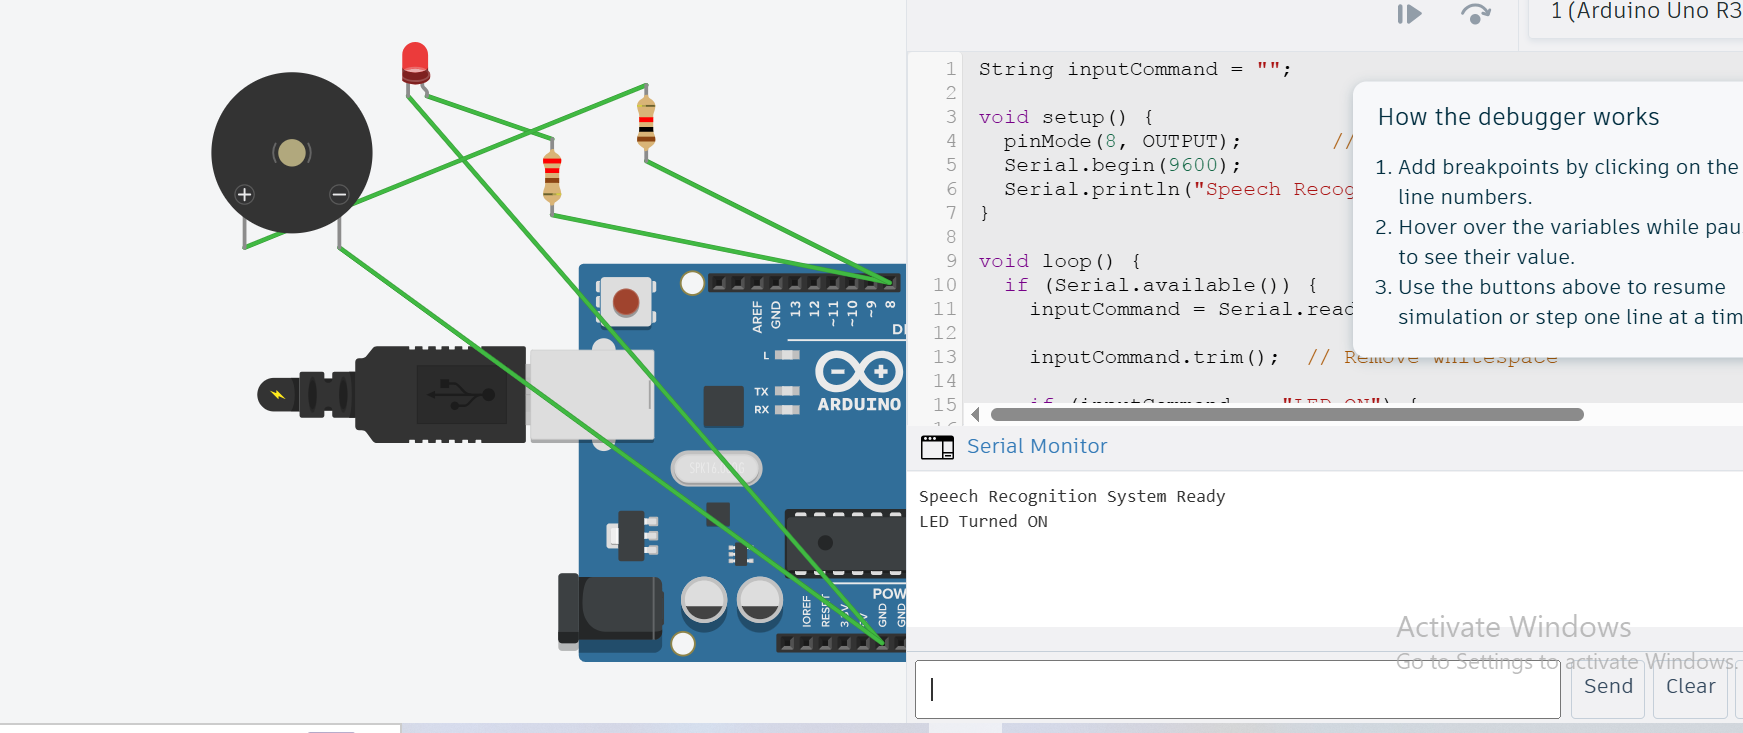 1 (Arduino Uno R3
1 String inputCommand = "";
2
3 void setup() {
4 pinMode(8, OUTPUT); //
5 Serial.begin(9600);
6 Serial.println("Speech Recog
7 }
8
9 void loop() {
10 if (Serial.available()) {
11 inputCommand = Serial.read
12
13 inputCommand.trim(); // Remove whitespace
14
15 if (inputCommand "LED ON") {
How the debugger works
1. Add breakpoints by clicking on the
line numbers.
2. Hover over the variables while pau
to see their value.
3. Use the buttons above to resume
simulation or step one line at a tim
Serial Monitor
Speech Recognition System Ready
LED Turned ON
Activate Windows
Go to Settings to activate Windows.
Send
Clear
+
−
AREF
GND
13
12
~11
~10
~9
8
DI
L
TX
RX
ARDUINO
SPK16.000G
POW
IOREF
RESET
3.3V
5V
GND
GND